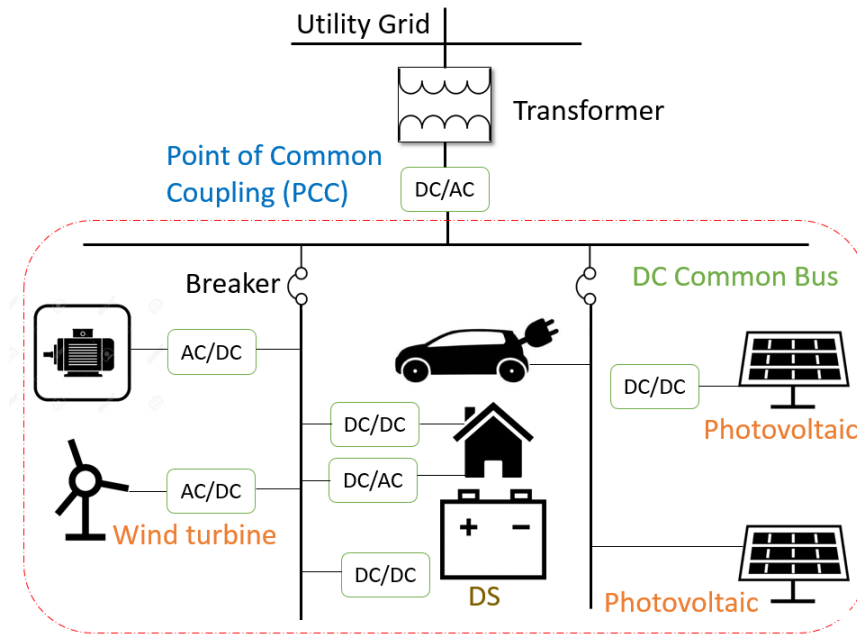 Utility Grid
Transformer
Point of Common
Coupling (PCC)
DC/AC
Breaker
DC Common Bus
AC/DC
DC/DC
Photovoltaic
DC/DC
DC/AC
AC/DC
Wind turbine
+ −
DC/DC
DS
Photovoltaic